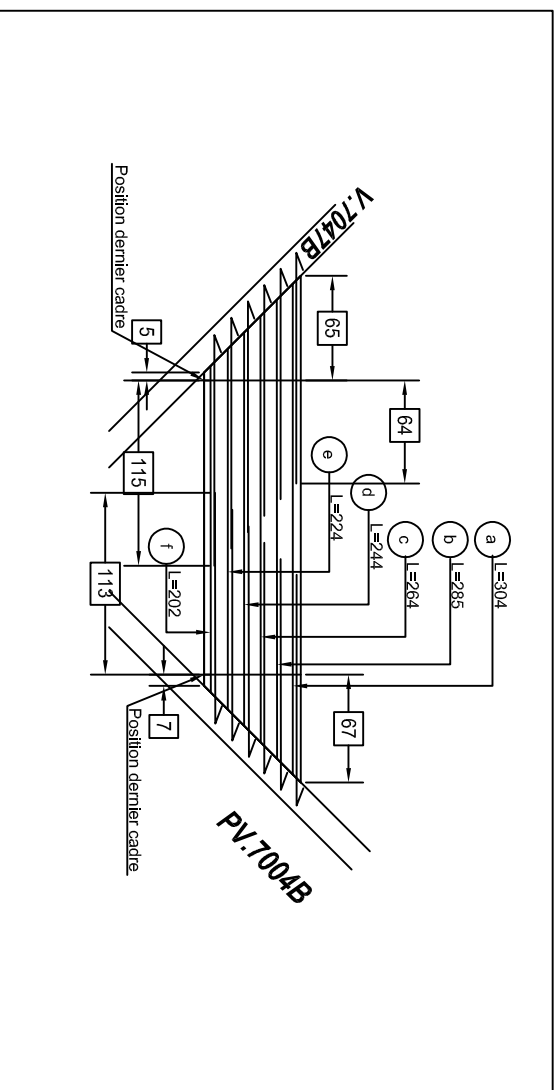 a
L=304
b
L=285
c
L=264
d
L=244
e
L=224
f
L=202
64
65
67
V.7047B
PV.7004B
5
115
113
7
Position dernier cadre
Position dernier cadre